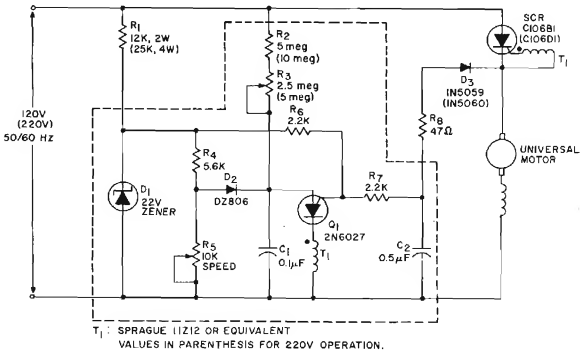 SCR
C106B1
(C106D1)
T1
R1
12K, 2W
(25K, 4W)
R2
5 meg
(10 meg)
R3
2.5 meg
(5 meg)
D3
IN5059
(IN5060)
R8
47Ω
120V
(220V)
50/60 HZ
R6
2.2K
R4
5.6K
UNIVERSAL
MOTOR
D1
22V
ZENER
D2
DZ806
R7
2.2K
Q1
2N6027
R5
10K
SPEED
C1
0.1µF
T1
C2
0.5µF
T1: SPRAGUE 11Z12 OR EQUIVALENT
VALUES IN PARENTHESIS FOR 220V OPERATION.